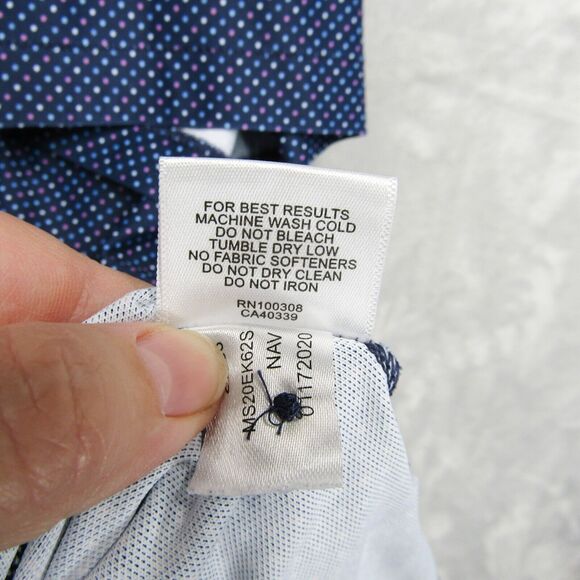 FOR BEST RESULTS
MACHINE WASH COLD
DO NOT BLEACH
TUMBLE DRY LOW
NO FABRIC SOFTENERS
DO NOT DRY CLEAN
DO NOT IRON
RN100308
CA40339
MS20EK62S
NAV
01172020